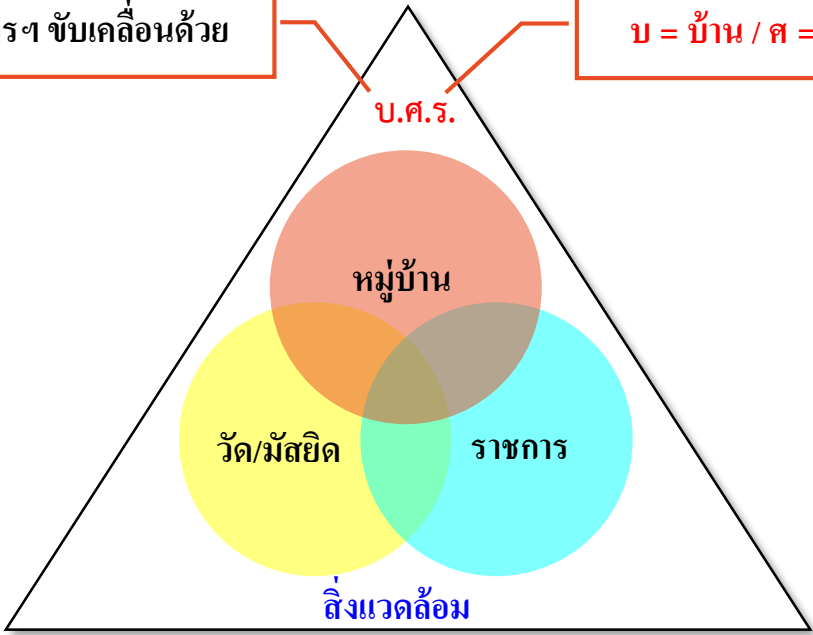 รฯ ขับเคลื่อนด้วย
บ = บ้าน / ศ =
บ.ศ.ร.
หมู่บ้าน
วัด/มัสยิด
ราชการ
สิ่งแวดล้อม